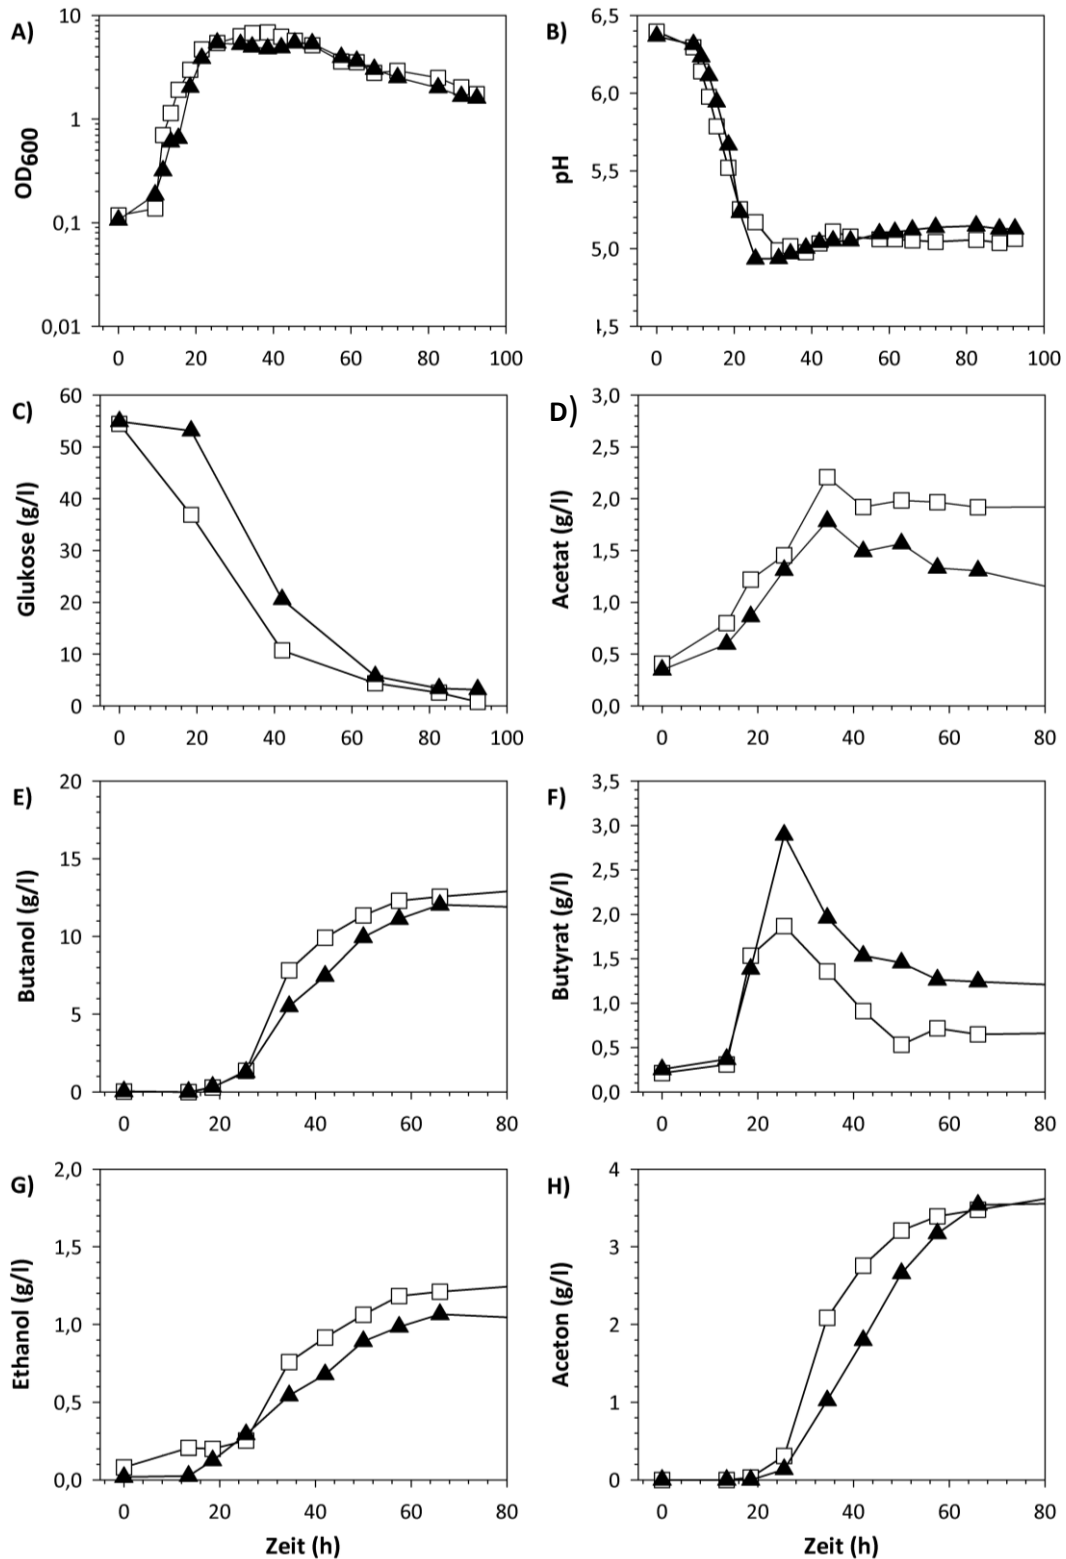 A)
10
1
0,1
0,01
OD600
0 20 40 60 80 100
B)
6,5
6,0
5,5
5,0
l,5
pH
0 20 40 60 80 100
C)
60
50
40
30
20
10
0
Glukose (g/l)
0 20 40 60 80 100
D)
3,0
2,5
2,0
1,5
1,0
0,5
0,0
Acetat (g/l)
0 20 40 60 80
E)
20
15
10
5
0
Butanol (g/l)
0 20 40 60 80
F)
3,5
3,0
2,5
2,0
1,5
1,0
0,5
0,0
Butyrat (g/l)
0 20 40 60 80
G)
2,0
1,5
1,0
0,5
0,0
Ethanol (g/l)
0 20 40 60 80
Zeit (h)
H)
4
3
2
1
0
Aceton (g/l)
0 20 40 60 80
Zeit (h)